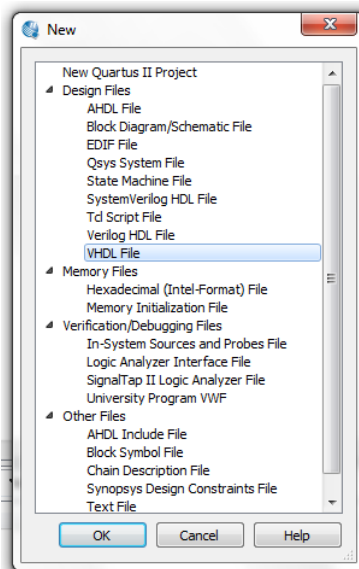 New
New Quartus II Project
Design Files
AHDL File
Block Diagram/Schematic File
EDIF File
Qsys System File
State Machine File
SystemVerilog HDL File
Tcl Script File
Verilog HDL File
VHDL File
Memory Files
Hexadecimal (Intel-Format) File
Memory Initialization File
Verification/Debugging Files
In-System Sources and Probes File
Logic Analyzer Interface File
SignalTap II Logic Analyzer File
University Program VWF
Other Files
AHDL Include File
Block Symbol File
Chain Description File
Synopsys Design Constraints File
Text File
OK Cancel Help